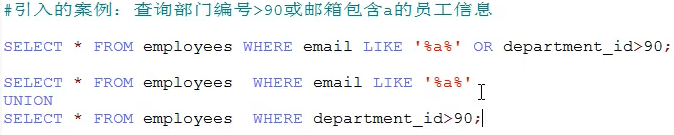 #引入的案例：查询部门编号>90或邮箱包含a的员工信息
SELECT * FROM employees WHERE email LIKE '%a%' OR department_id>90;
SELECT * FROM employees  WHERE email LIKE '%a%'
UNION
SELECT * FROM employees  WHERE department_id>90;